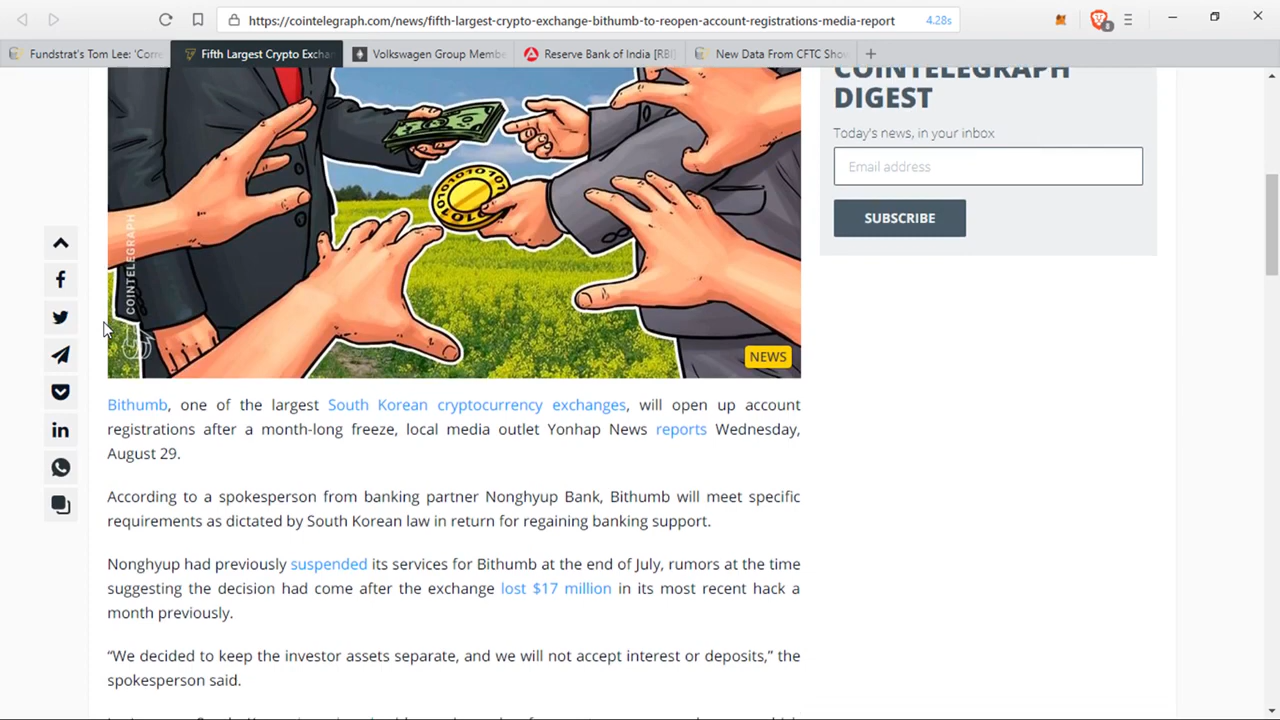 https://cointelegraph.com/news/fifth-largest-crypto-exchange-bithumb-to-reopen-account-registrations-media-report
4.28s
8
Fundstrat's Tom Lee: 'Corre
Fifth Largest Crypto Excha
Volkswagen Group Membe
Reserve Bank of India [RBI]
New Data From CFTC Sho
COINTELEGRAPH
DIGEST
Today's news, in your inbox
Email address
SUBSCRIBE
COINTELEGRAPH
NEWS
Bithumb, one of the largest South Korean cryptocurrency exchanges, will open up account
registrations after a month-long freeze, local media outlet Yonhap News reports Wednesday,
August 29.
According to a spokesperson from banking partner Nonghyup Bank, Bithumb will meet specific
requirements as dictated by South Korean law in return for regaining banking support.
Nonghyup had previously suspended its services for Bithumb at the end of July, rumors at the time
suggesting the decision had come after the exchange lost $17 million in its most recent hack a
month previously.
“We decided to keep the investor assets separate, and we will not accept interest or deposits,” the
spokesperson said.